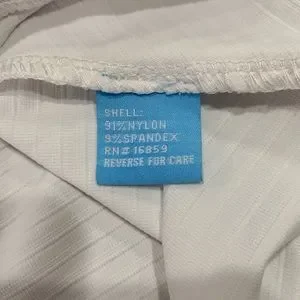 SHELL:
91%NYLON
9%SPANDEX
RN# 16859
REVERSE FOR CARE